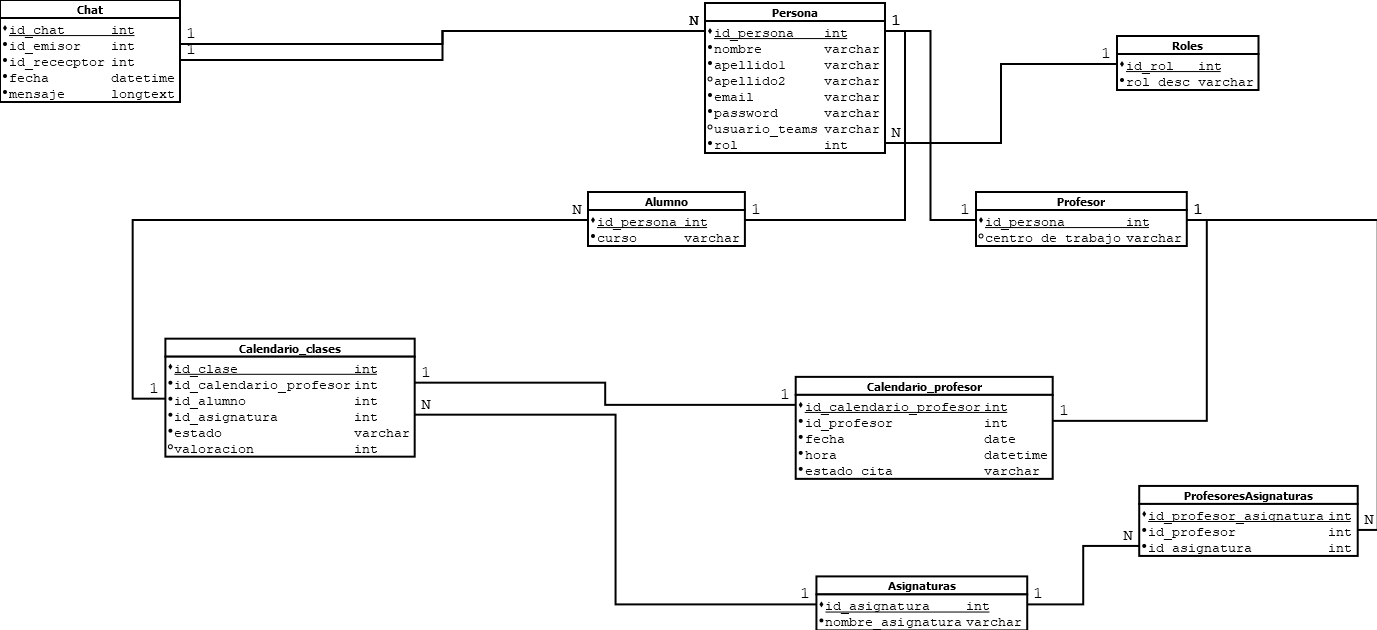 Chat
id_chat int
id_emisor int
id_rececptor int
fecha datetime
mensaje longtext
1
1
N
Persona
id_persona int
nombre varchar
apellido1 varchar
apellido2 varchar
email varchar
password varchar
usuario_teams varchar
rol int
1
N
1
Roles
id_rol int
rol desc varchar
N
Alumno
id_persona int
curso varchar
1
1
Profesor
id_persona int
centro de trabajo varchar
1
1
Calendario_clases
id_clase int
id_calendario_profesor int
id_alumno int
id_asignatura int
estado varchar
valoracion int
1
N
1
Calendario_profesor
id_calendario_profesor int
id_profesor int
fecha date
hora datetime
estado cita varchar
1
ProfesoresAsignaturas
id_profesor_asignatura int
id_profesor int
id asignatura int
N
N
1
Asignaturas
id_asignatura int
nombre_asignatura varchar
1